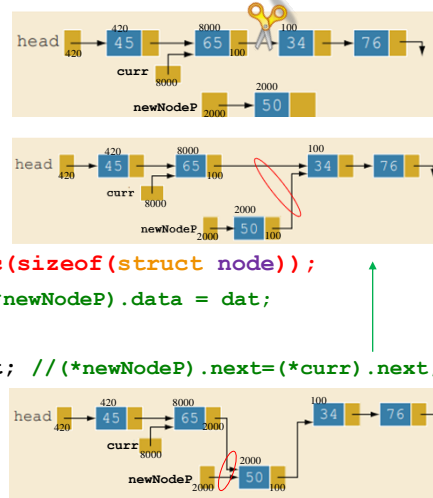 420 8000 100
head 45 65 34 76
420 100
curr
8000 2000
newNodeP 50
2000
420 8000 100
head 45 65 34 76
420 100
curr
8000 2000
newNodeP 50
2000 100
(sizeof(struct node));
newNodeP).data = dat;
; //(*newNodeP).next=(*curr).next
420 8000 100
head 45 65 34 76
420 2000
curr
8000 2000
newNodeP 50
2000 100